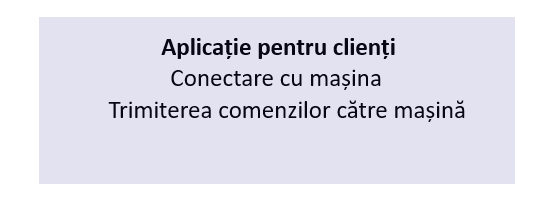 Aplicație pentru clienți
Conectare cu mașina
Trimiterea comenzilor către mașină